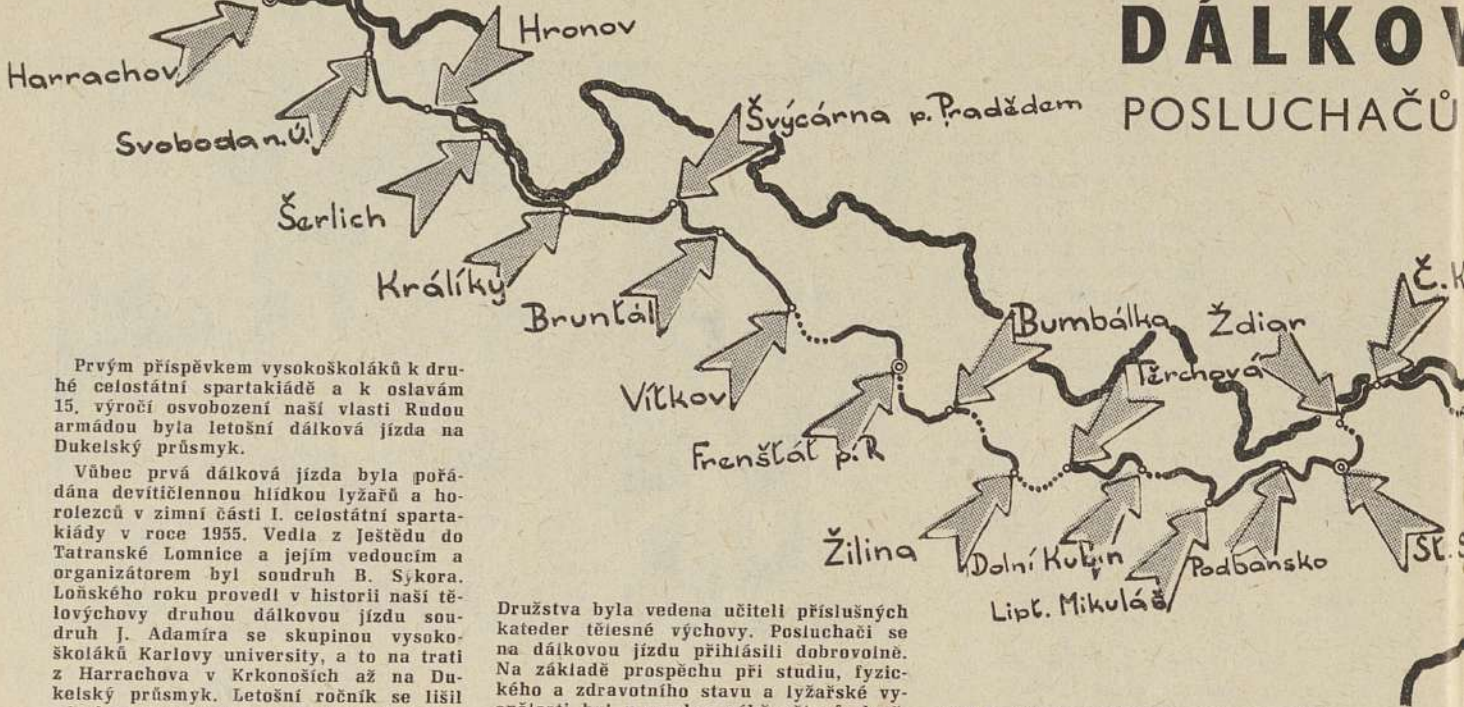 DÁLKOV
POSLUCHAČŮ
Hronov
Harrachov
Svoboda n. Ú.
Švýcárna p. Pradědem
Šerlich
Králíky
Bruntál
Vítkov
Frenštát p. R
Bumbálka
Ždiar
Č. K
Těrchová
Žilina
Dolní Kubín
Lipt. Mikuláš
Podbánsko
St. S
Prvým příspěvkem vysokoškoláků k dru-
hé celostátní spartakiádě a k oslavám
15. výročí osvobození naší vlasti Rudou
armádou byla letošní dálková jízda na
Dukelský průsmyk.
Vůbec prvá dálková jízda byla pořá-
dána devítičlennou hlídkou lyžařů a ho-
rolezců v zimní části I. celostátní sparta-
kiády v roce 1955. Vedla z Ještědu do
Tatranské Lomnice a jejím vedoucím a
organizátorem byl soudruh B. Sýkora.
Loňského roku provedl v historii naší tě-
lovýchovy druhou dálkovou jízdu sou-
druh J. Adamíra se skupinou vysoko-
školáků Karlovy university, a to na trati
z Harrachova v Krkonoších až na Du-
kelský průsmyk. Letošní ročník se lišil
Družstva byla vedena učiteli příslušných
kateder tělesné výchovy. Posluchači se
na dálkovou jízdu přihlásili dobrovolně.
Na základě prospěchu při studiu, fyzic-
kého a zdravotního stavu a lyžařské vy-